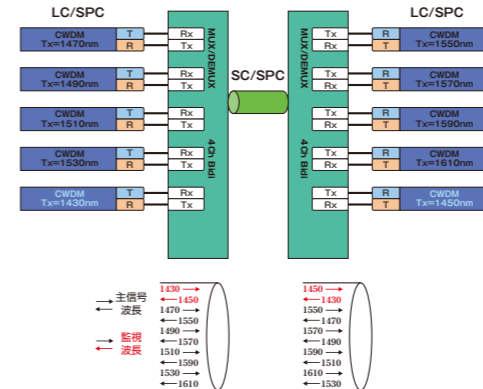 LC/SPC
LC/SPC
CWDM
Tx=1470nm
T
R
Rx
Tx
CWDM
Tx=1490nm
T
R
Rx
Tx
CWDM
Tx=1510nm
T
R
Rx
Tx
CWDM
Tx=1530nm
T
R
Rx
Tx
CWDM
Tx=1430nm
T
R
Rx
Tx
MUX/DEMUX
4Ch BiDi
SC/SPC
MUX/DEMUX
4Ch BiDi
Tx
Rx
R
T
CWDM
Tx=1550nm
Tx
Rx
R
T
CWDM
Tx=1570nm
Tx
Rx
R
T
CWDM
Tx=1590nm
Tx
Rx
R
T
CWDM
Tx=1610nm
Tx
Rx
R
T
CWDM
Tx=1450nm
主信号
波長
監視
波長
1430 →
← 1450
1470 →
← 1550
1490 →
← 1570
1510 →
← 1590
1530 →
← 1610
1450 →
← 1430
1550 →
← 1470
1570 →
← 1490
1590 →
← 1510
1610 →
← 1530